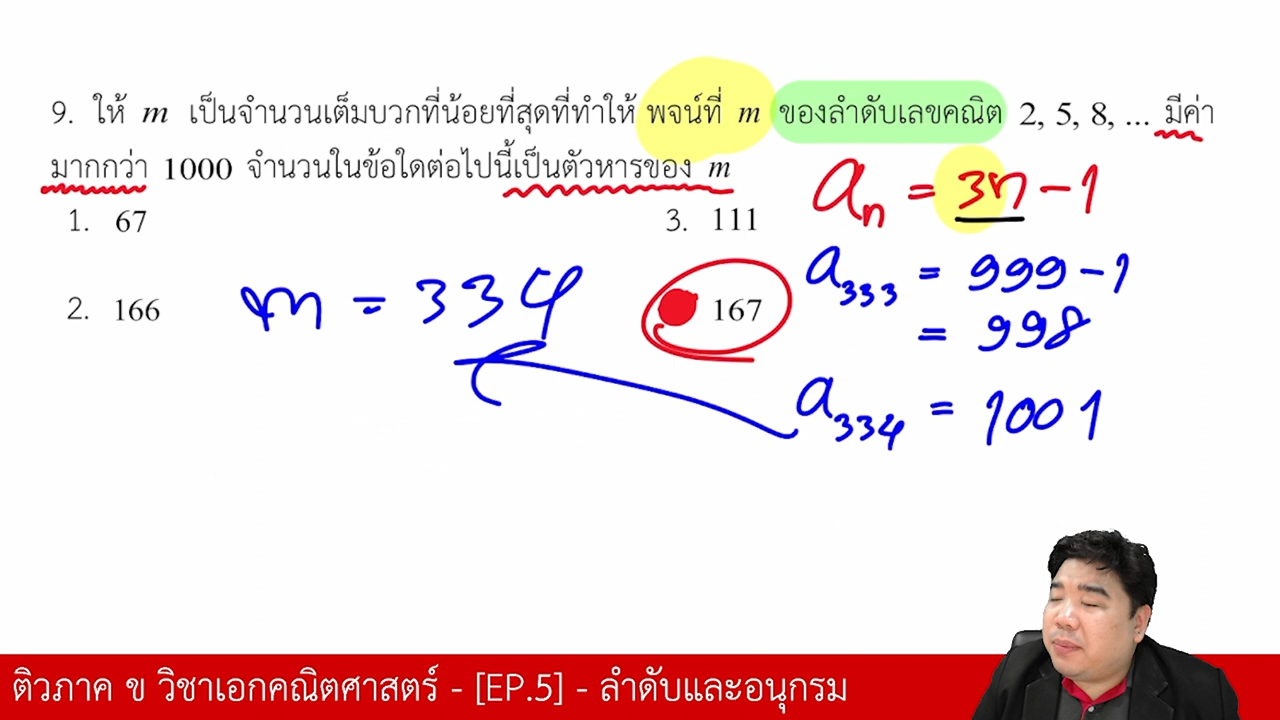 9. ให้ m เป็นจำนวนเต็มบวกที่น้อยที่สุดที่ทำให้ พจน์ที่ m ของลำดับเลขคณิต 2, 5, 8, ... มีค่า
มากกว่า 1000 จำนวนในข้อใดต่อไปนี้เป็นตัวหารของ m
aₙ = 3n - 1
1. 67
3. 111
a₃₃₃ = 999 - 1
= 998
2. 166
m = 334
167
a₃₃₄ = 1001
ติวภาค ข วิชาเอกคณิตศาสตร์ - [EP.5] - ลำดับและอนุกรม